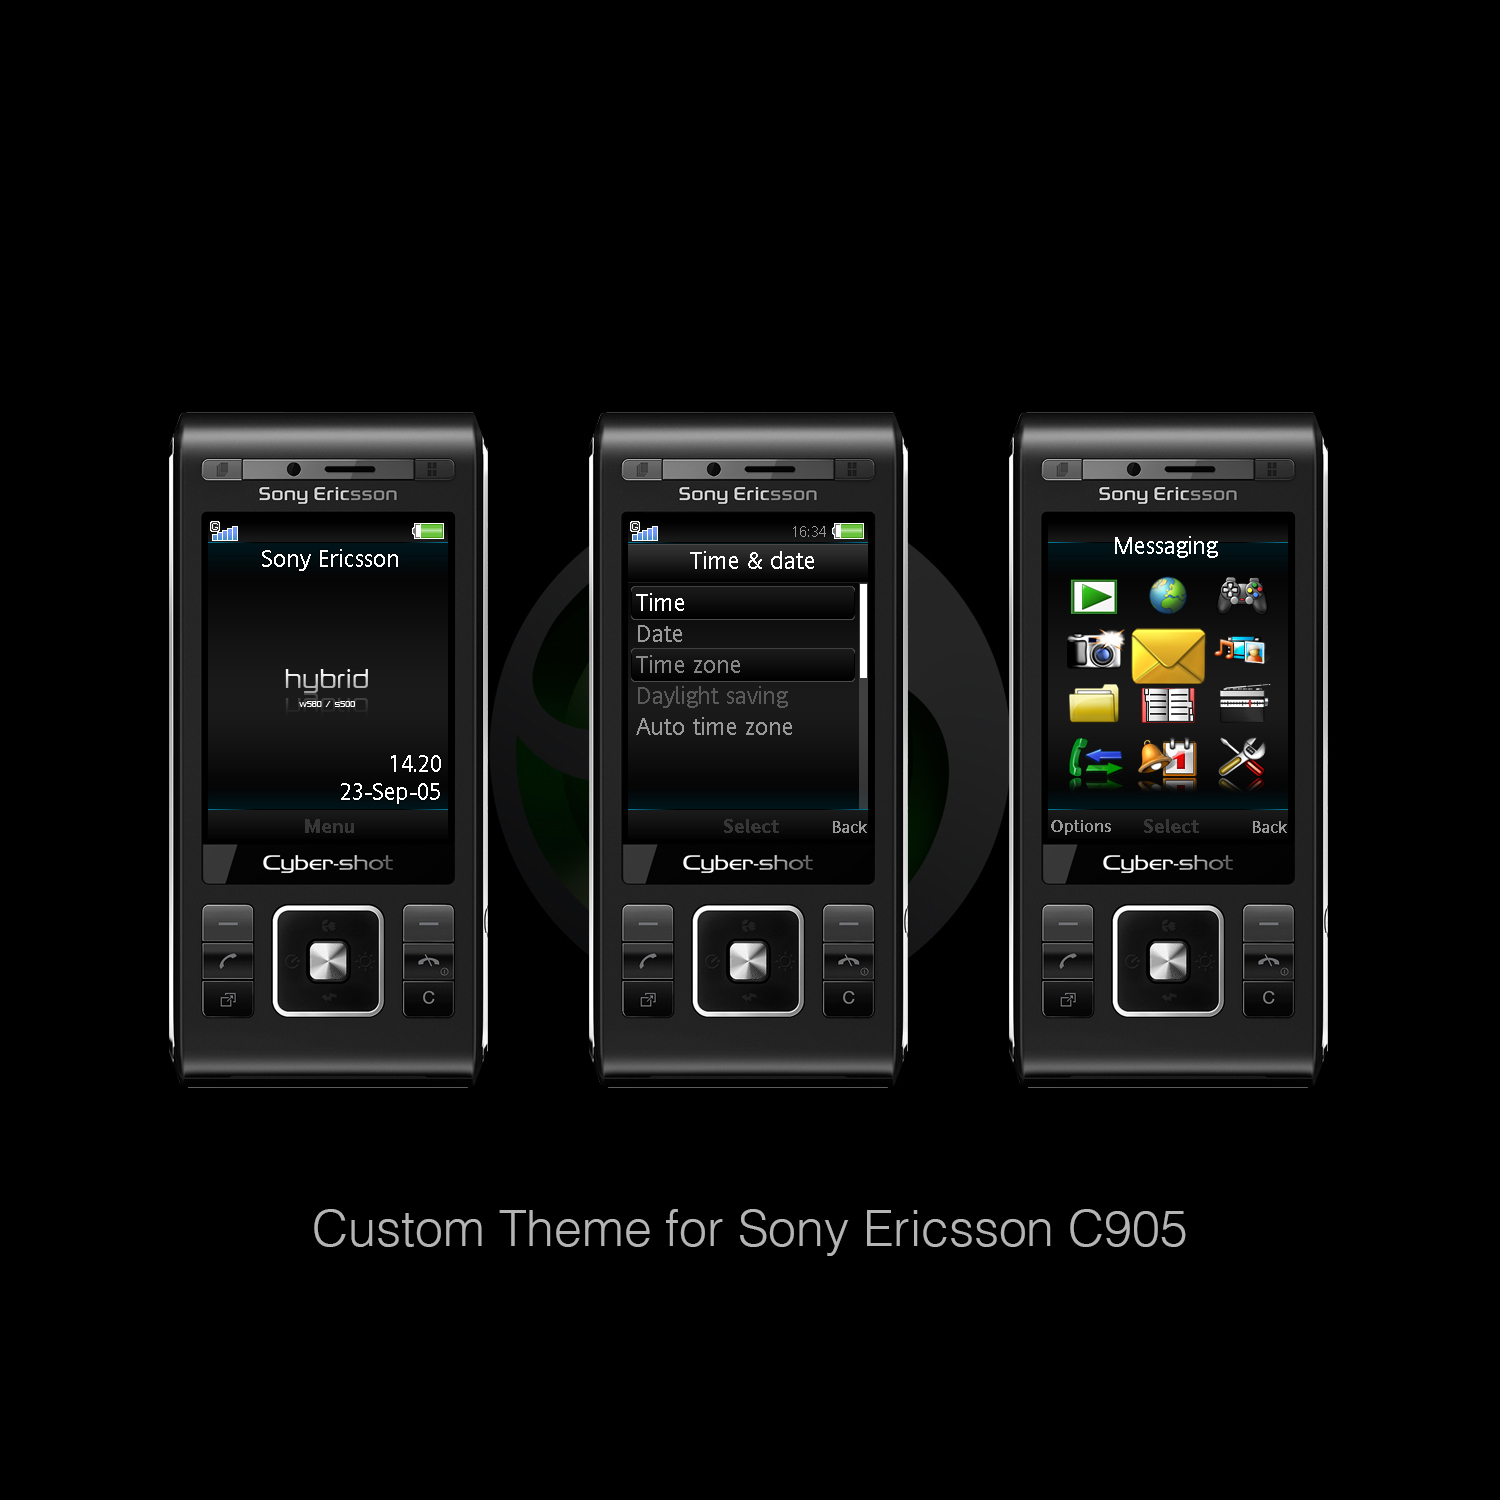 Sony Ericsson
Sony Ericsson
hybrid
w580 / s500
14.20
23-Sep-05
Menu
Cyber-shot
C
Sony Ericsson
G
16:34
Time & date
Time
Date
Time zone
Daylight saving
Auto time zone
Select
Back
Cyber-shot
C
Sony Ericsson
Messaging
1
Options
Select
Back
Cyber-shot
C
Custom Theme for Sony Ericsson C905